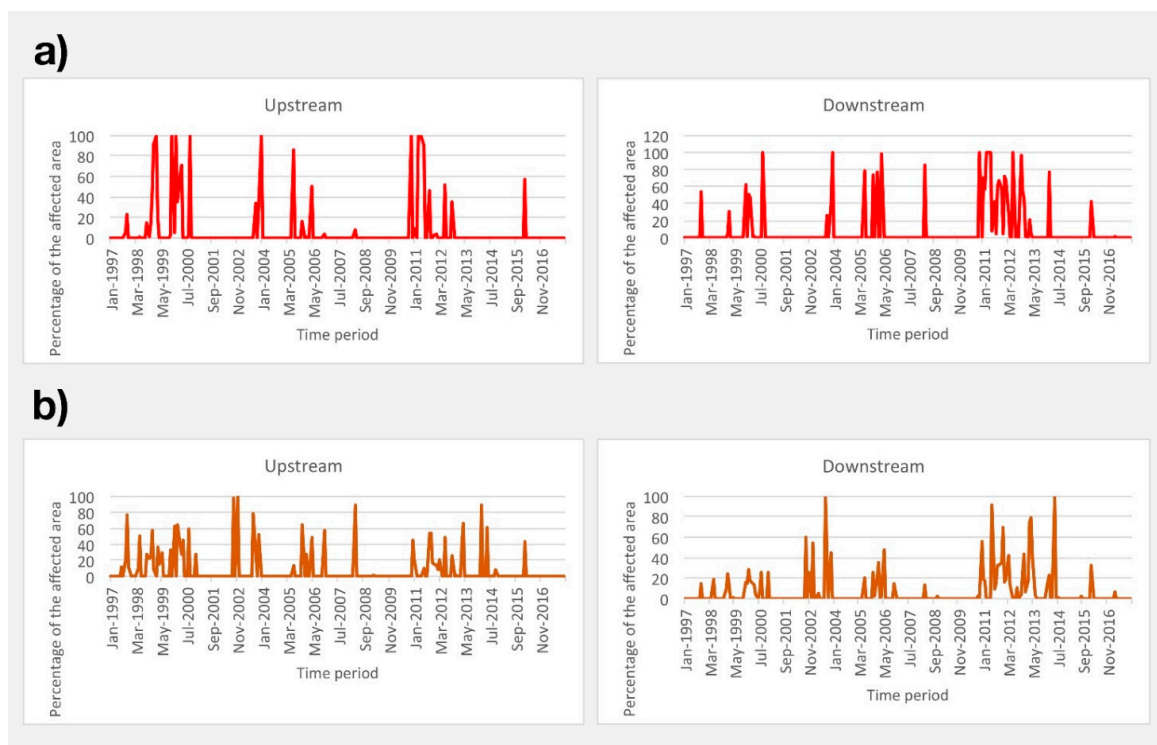 a)
Upstream
Percentage of the affected area
100
80
60
40
20
0
Jan-1997
Mar-1998
May-1999
Jul-2000
Sep-2001
Nov-2002
Jan-2004
Mar-2005
May-2006
Jul-2007
Sep-2008
Nov-2009
Jan-2011
Mar-2012
May-2013
Jul-2014
Sep-2015
Nov-2016
Time period
Downstream
Percentage of the affected area
120
100
80
60
40
20
0
Jan-1997
Mar-1998
May-1999
Jul-2000
Sep-2001
Nov-2002
Jan-2004
Mar-2005
May-2006
Jul-2007
Sep-2008
Nov-2009
Jan-2011
Mar-2012
May-2013
Jul-2014
Sep-2015
Nov-2016
Time period
b)
Upstream
Percentage of the affected area
100
80
60
40
20
0
Jan-1997
Mar-1998
May-1999
Jul-2000
Sep-2001
Nov-2002
Jan-2004
Mar-2005
May-2006
Jul-2007
Sep-2008
Nov-2009
Jan-2011
Mar-2012
May-2013
Jul-2014
Sep-2015
Nov-2016
Time period
Downstream
Percentage of the affected area
100
80
60
40
20
0
Jan-1997
Mar-1998
May-1999
Jul-2000
Sep-2001
Nov-2002
Jan-2004
Mar-2005
May-2006
Jul-2007
Sep-2008
Nov-2009
Jan-2011
Mar-2012
May-2013
Jul-2014
Sep-2015
Nov-2016
Time period